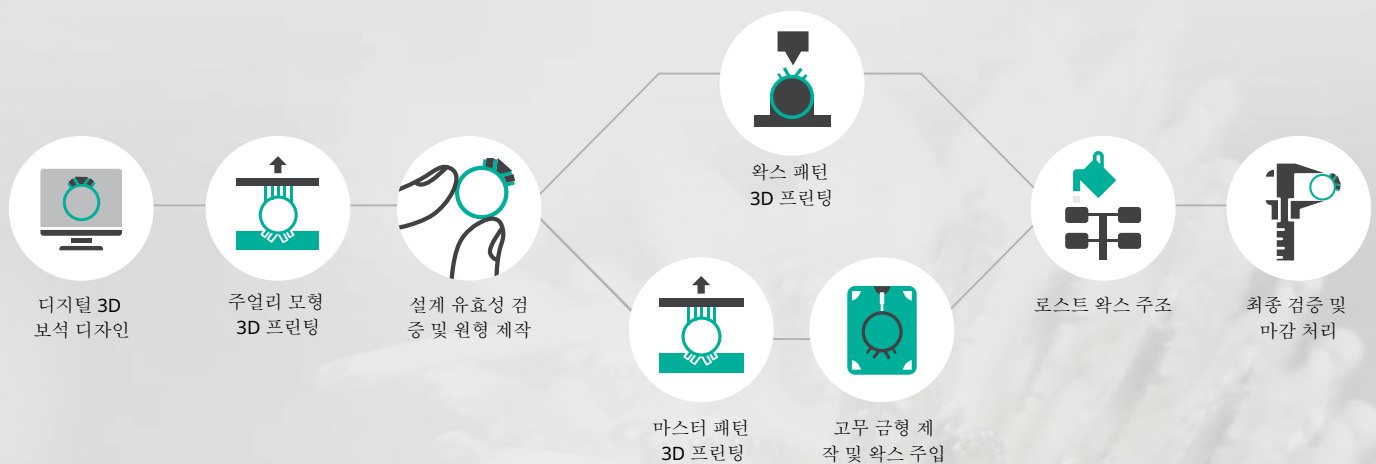 디지털 3D
보석 디자인
주얼리 모형
3D 프린팅
설계 유효성 검
증 및 원형 제작
왁스 패턴
3D 프린팅
마스터 패턴
3D 프린팅
고무 금형 제
작 및 왁스 주입
로스트 왁스 주조
최종 검증 및
마감 처리